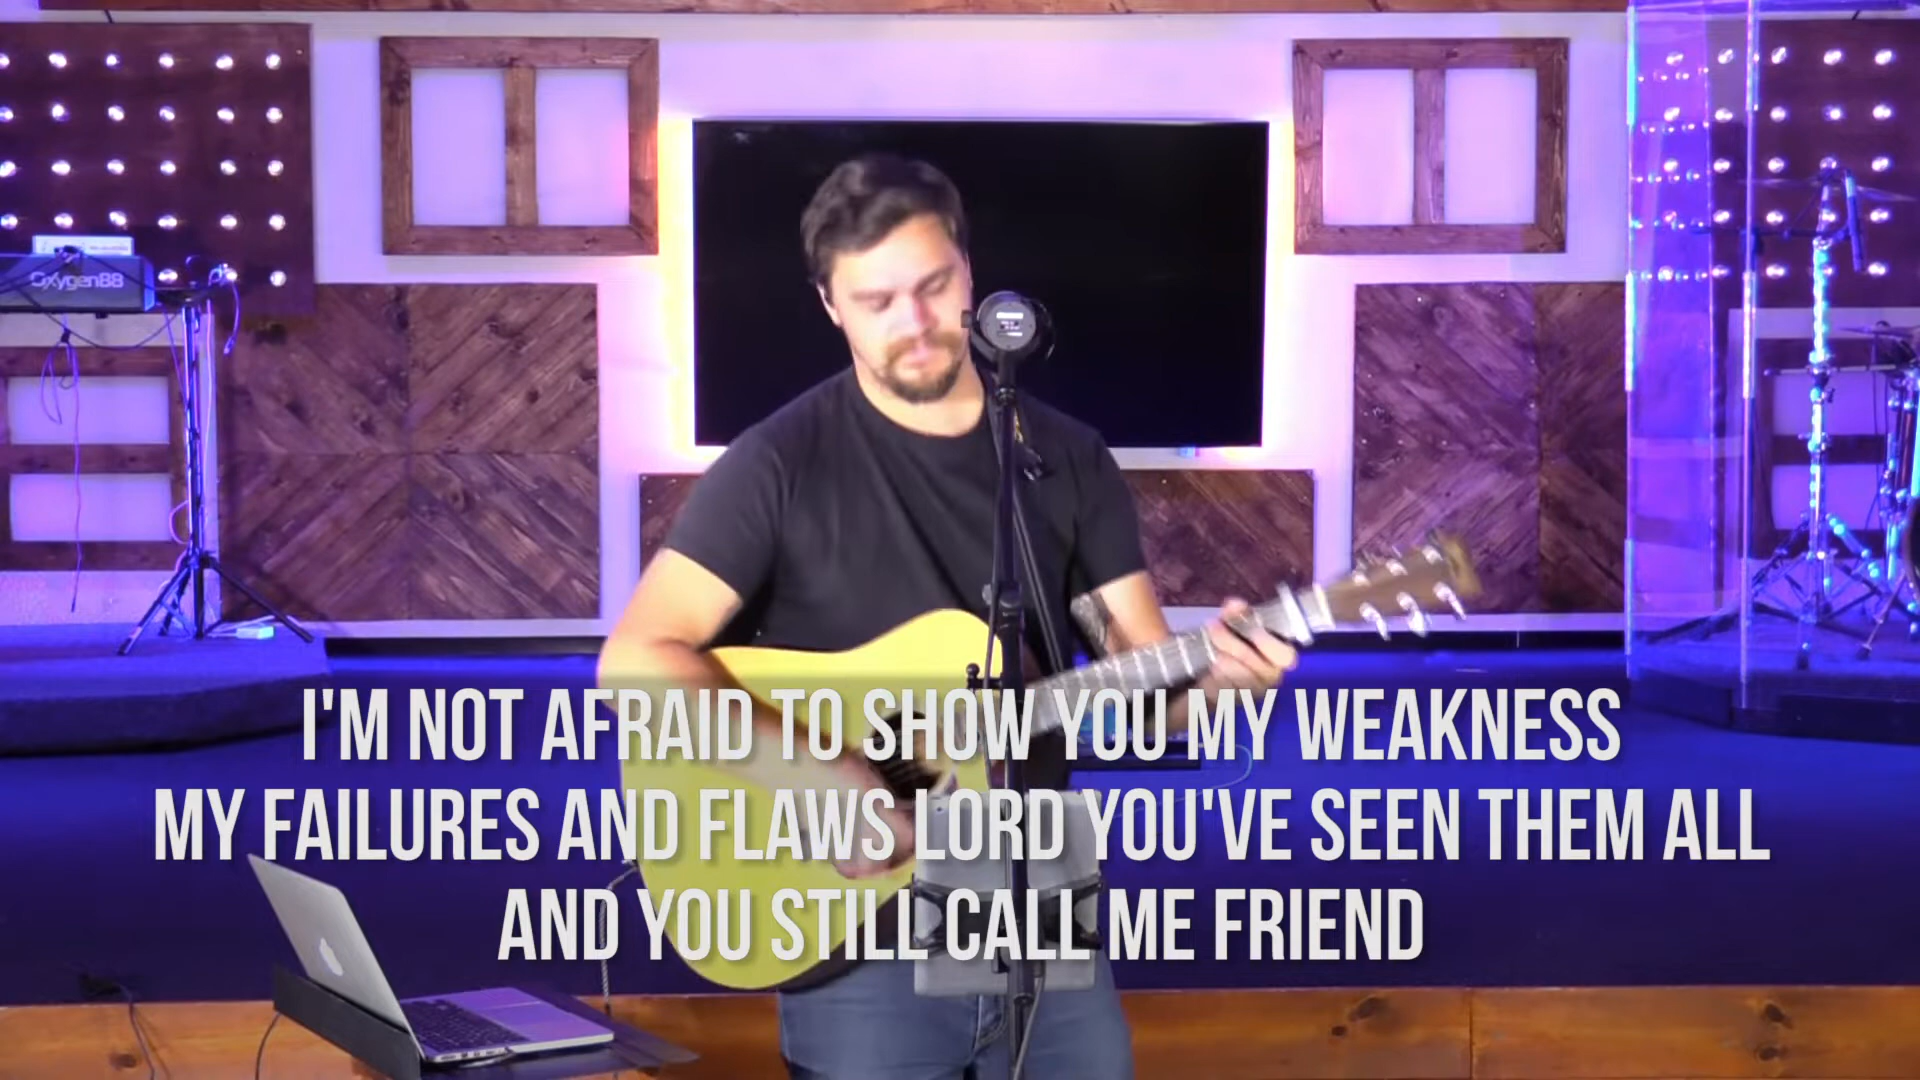 Oxygen88
I'M NOT AFRAID TO SHOW YOU MY WEAKNESS
MY FAILURES AND FLAWS LORD YOU'VE SEEN THEM ALL
AND YOU STILL CALL ME FRIEND